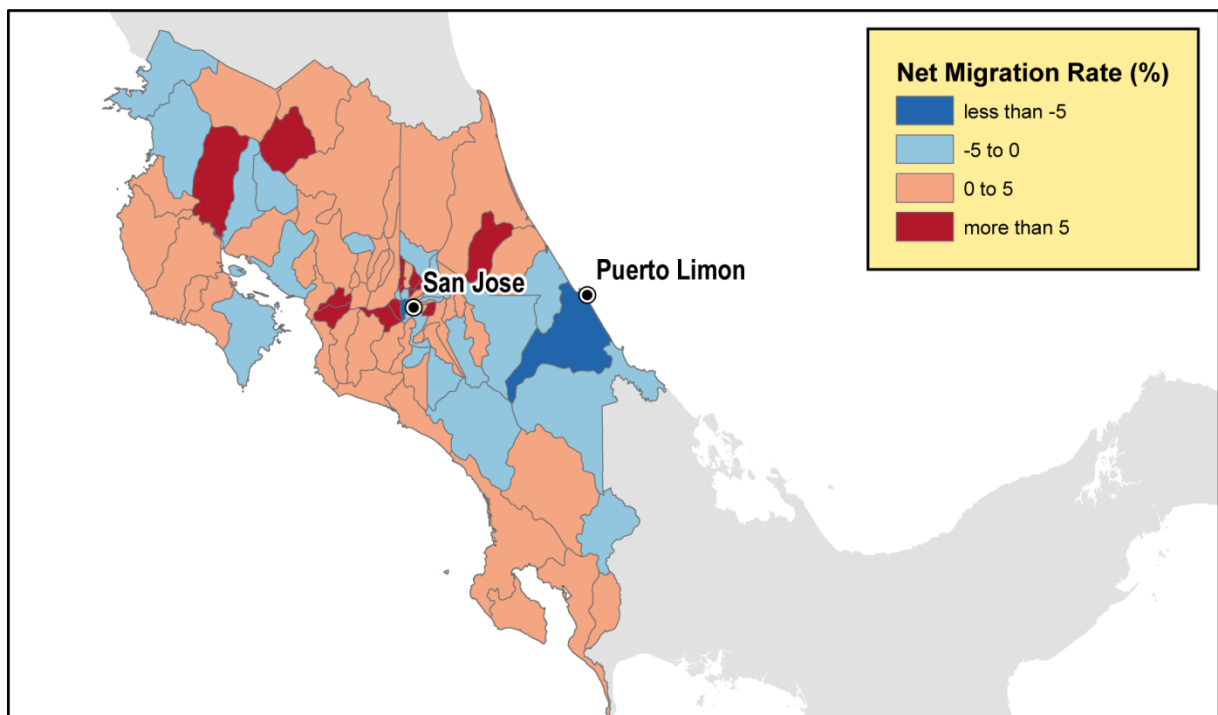 Net Migration Rate (%)
less than -5
-5 to 0
0 to 5
more than 5
Puerto Limon
San Jose